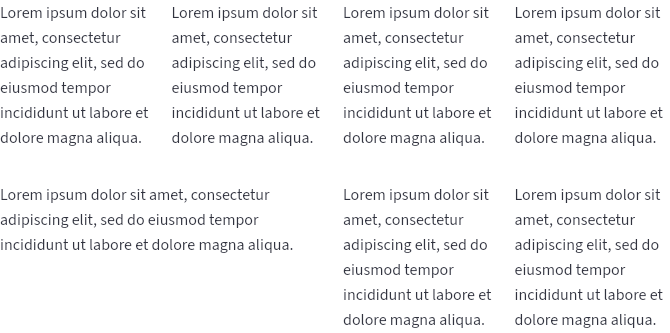 Lorem ipsum dolor sit
amet, consectetur
adipiscing elit, sed do
eiusmod tempor
incididunt ut labore et
dolore magna aliqua.
Lorem ipsum dolor sit
amet, consectetur
adipiscing elit, sed do
eiusmod tempor
incididunt ut labore et
dolore magna aliqua.
Lorem ipsum dolor sit
amet, consectetur
adipiscing elit, sed do
eiusmod tempor
incididunt ut labore et
dolore magna aliqua.
Lorem ipsum dolor sit
amet, consectetur
adipiscing elit, sed do
eiusmod tempor
incididunt ut labore et
dolore magna aliqua.
Lorem ipsum dolor sit amet, consectetur
adipiscing elit, sed do eiusmod tempor
incididunt ut labore et dolore magna aliqua.
Lorem ipsum dolor sit
amet, consectetur
adipiscing elit, sed do
eiusmod tempor
incididunt ut labore et
dolore magna aliqua.
Lorem ipsum dolor sit
amet, consectetur
adipiscing elit, sed do
eiusmod tempor
incididunt ut labore et
dolore magna aliqua.